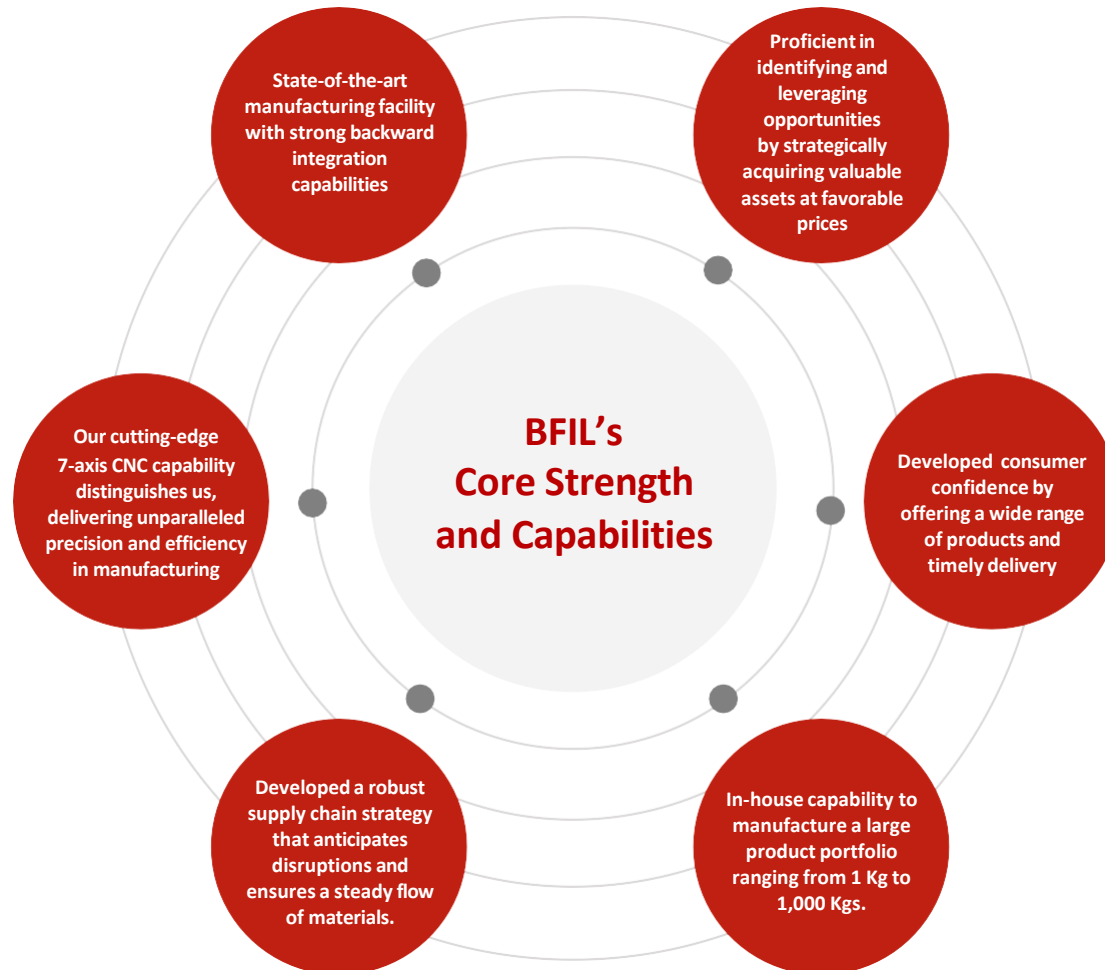 State-of-the-art
manufacturing facility
with strong backward
integration
capabilities
Proficient in
identifying and
leveraging
opportunities
by strategically
acquiring valuable
assets at favorable
prices
Our cutting-edge
7-axis CNC capability
distinguishes us,
delivering unparalleled
precision and efficiency
in manufacturing
BFIL’s
Core Strength
and Capabilities
Developed consumer
confidence by
offering a wide range
of products and
timely delivery
Developed a robust
supply chain strategy
that anticipates
disruptions and
ensures a steady flow
of materials.
In-house capability to
manufacture a large
product portfolio
ranging from 1 Kg to
1,000 Kgs.